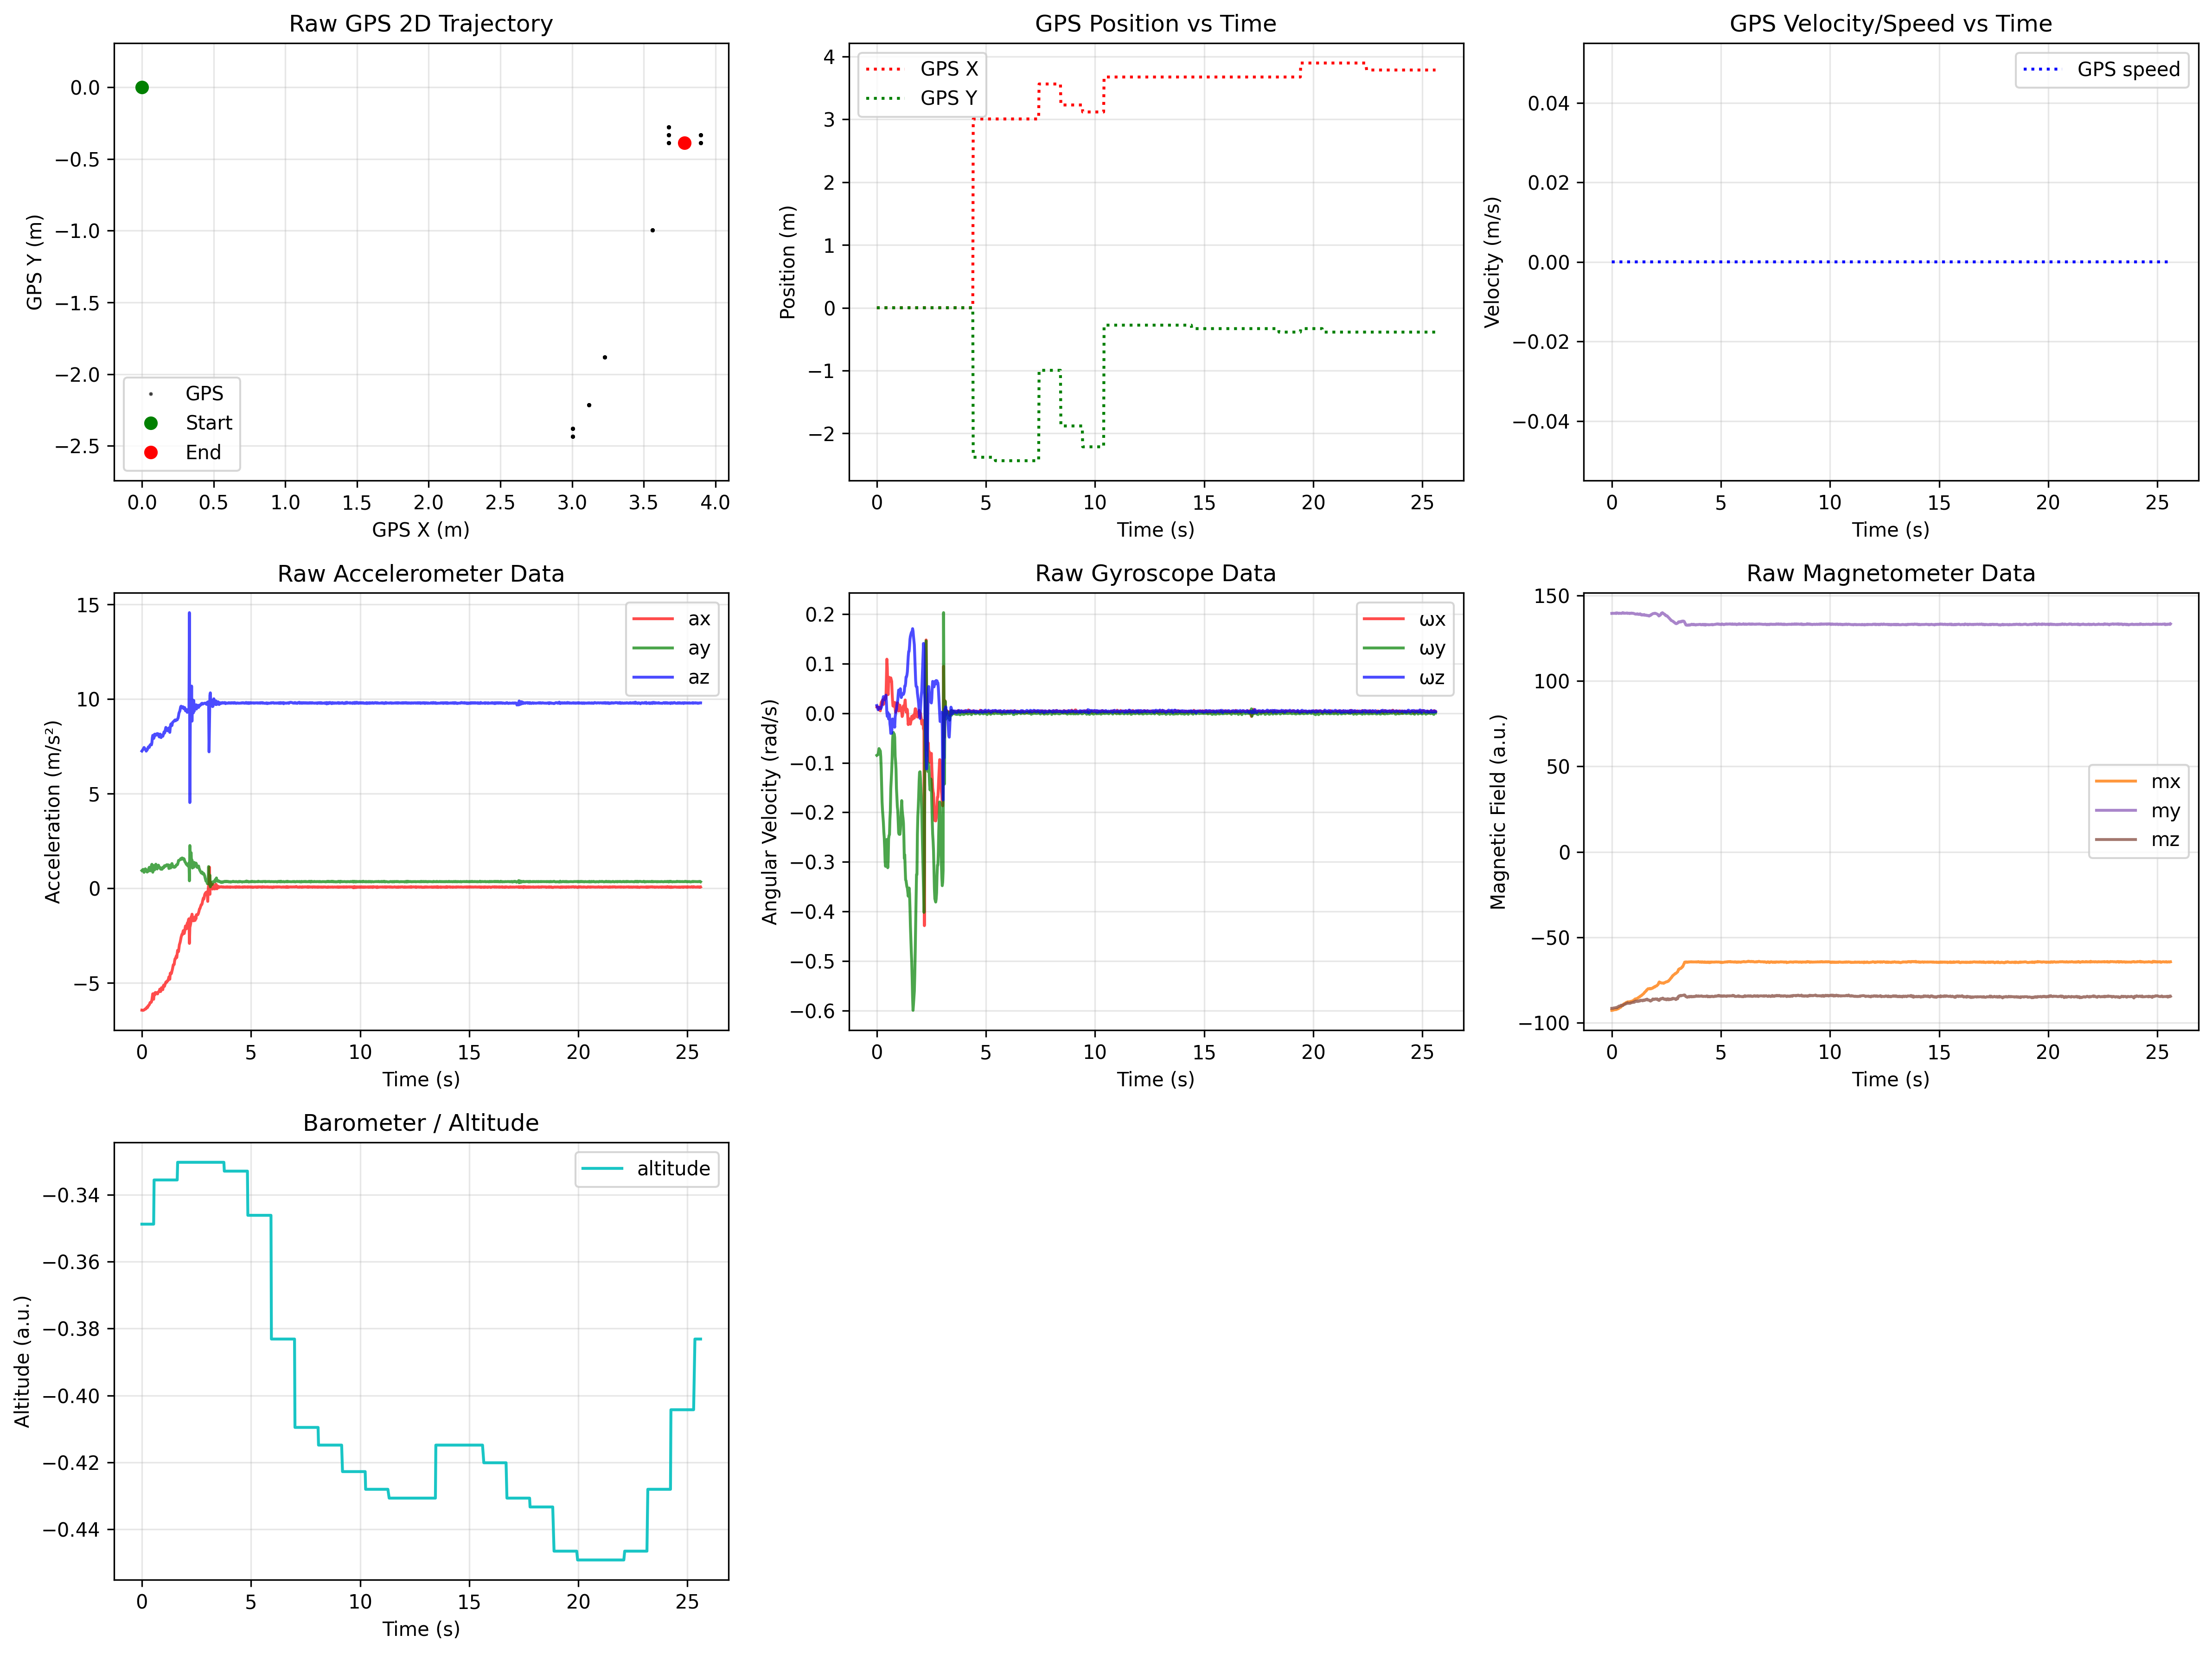 Raw GPS 2D Trajectory
GPS Y (m)
0.0
−0.5
−1.0
−1.5
−2.0
−2.5
GPS
Start
End
0.0 0.5 1.0 1.5 2.0 2.5 3.0 3.5 4.0
GPS X (m)
GPS Position vs Time
Position (m)
4
3
2
1
0
−1
−2
GPS X
GPS Y
0 5 10 15 20 25
Time (s)
GPS Velocity/Speed vs Time
Velocity (m/s)
0.04
0.02
0.00
−0.02
−0.04
GPS speed
0 5 10 15 20 25
Time (s)
Raw Accelerometer Data
Acceleration (m/s²)
15
10
5
0
−5
ax
ay
az
0 5 10 15 20 25
Time (s)
Raw Gyroscope Data
Angular Velocity (rad/s)
0.2
0.1
0.0
−0.1
−0.2
−0.3
−0.4
−0.5
−0.6
ωx
ωy
ωz
0 5 10 15 20 25
Time (s)
Raw Magnetometer Data
Magnetic Field (a.u.)
150
100
50
0
−50
−100
mx
my
mz
0 5 10 15 20 25
Time (s)
Barometer / Altitude
Altitude (a.u.)
−0.34
−0.36
−0.38
−0.40
−0.42
−0.44
altitude
0 5 10 15 20 25
Time (s)